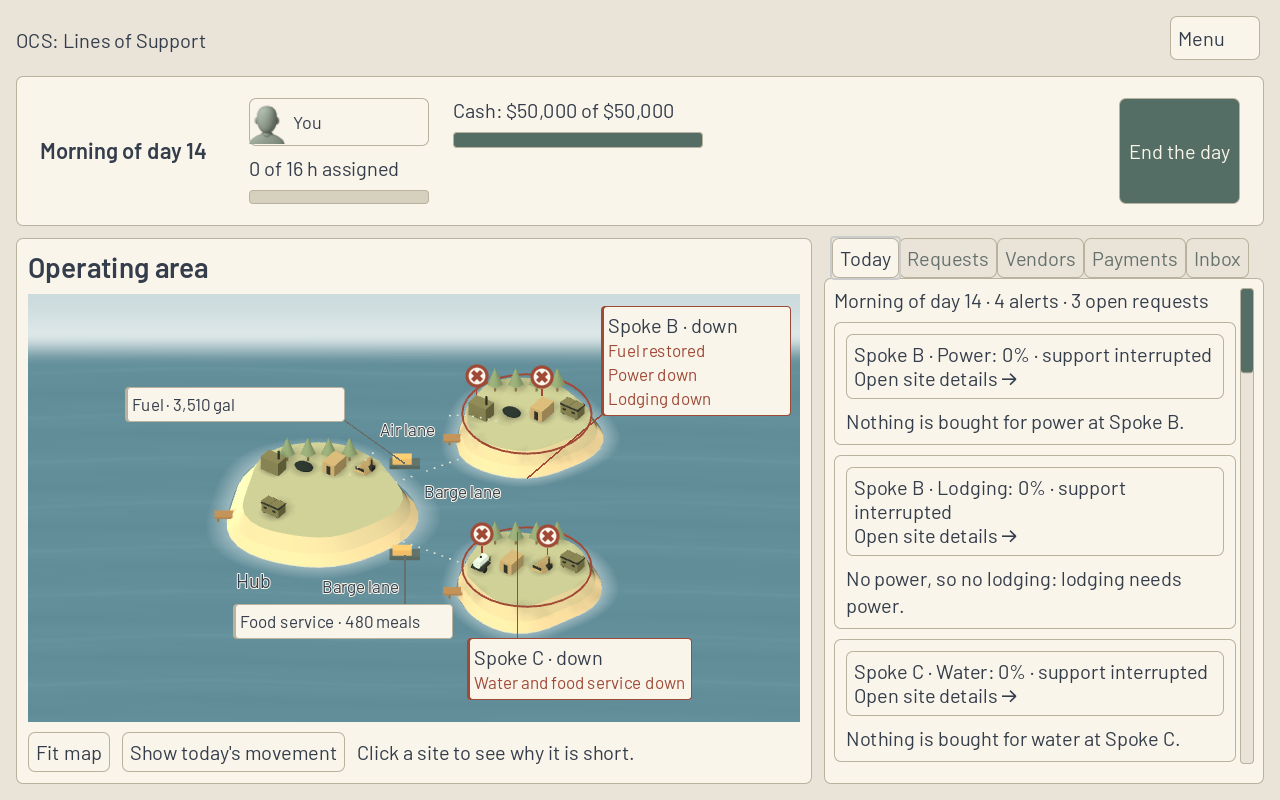 OCS: Lines of Support
Menu
Morning of day 14
You
0 of 16 h assigned
Cash: $50,000 of $50,000
End the day
Operating area
Spoke B · down
Fuel restored
Power down
Lodging down
Fuel · 3,510 gal
Air lane
Barge lane
Hub
Barge lane
Food service · 480 meals
Spoke C · down
Water and food service down
Fit map
Show today's movement
Click a site to see why it is short.
Today
Requests
Vendors
Payments
Inbox
Morning of day 14 · 4 alerts · 3 open requests
Spoke B · Power: 0% · support interrupted
Open site details →
Nothing is bought for power at Spoke B.
Spoke B · Lodging: 0% · support
interrupted
Open site details →
No power, so no lodging: lodging needs
power.
Spoke C · Water: 0% · support interrupted
Open site details →
Nothing is bought for water at Spoke C.